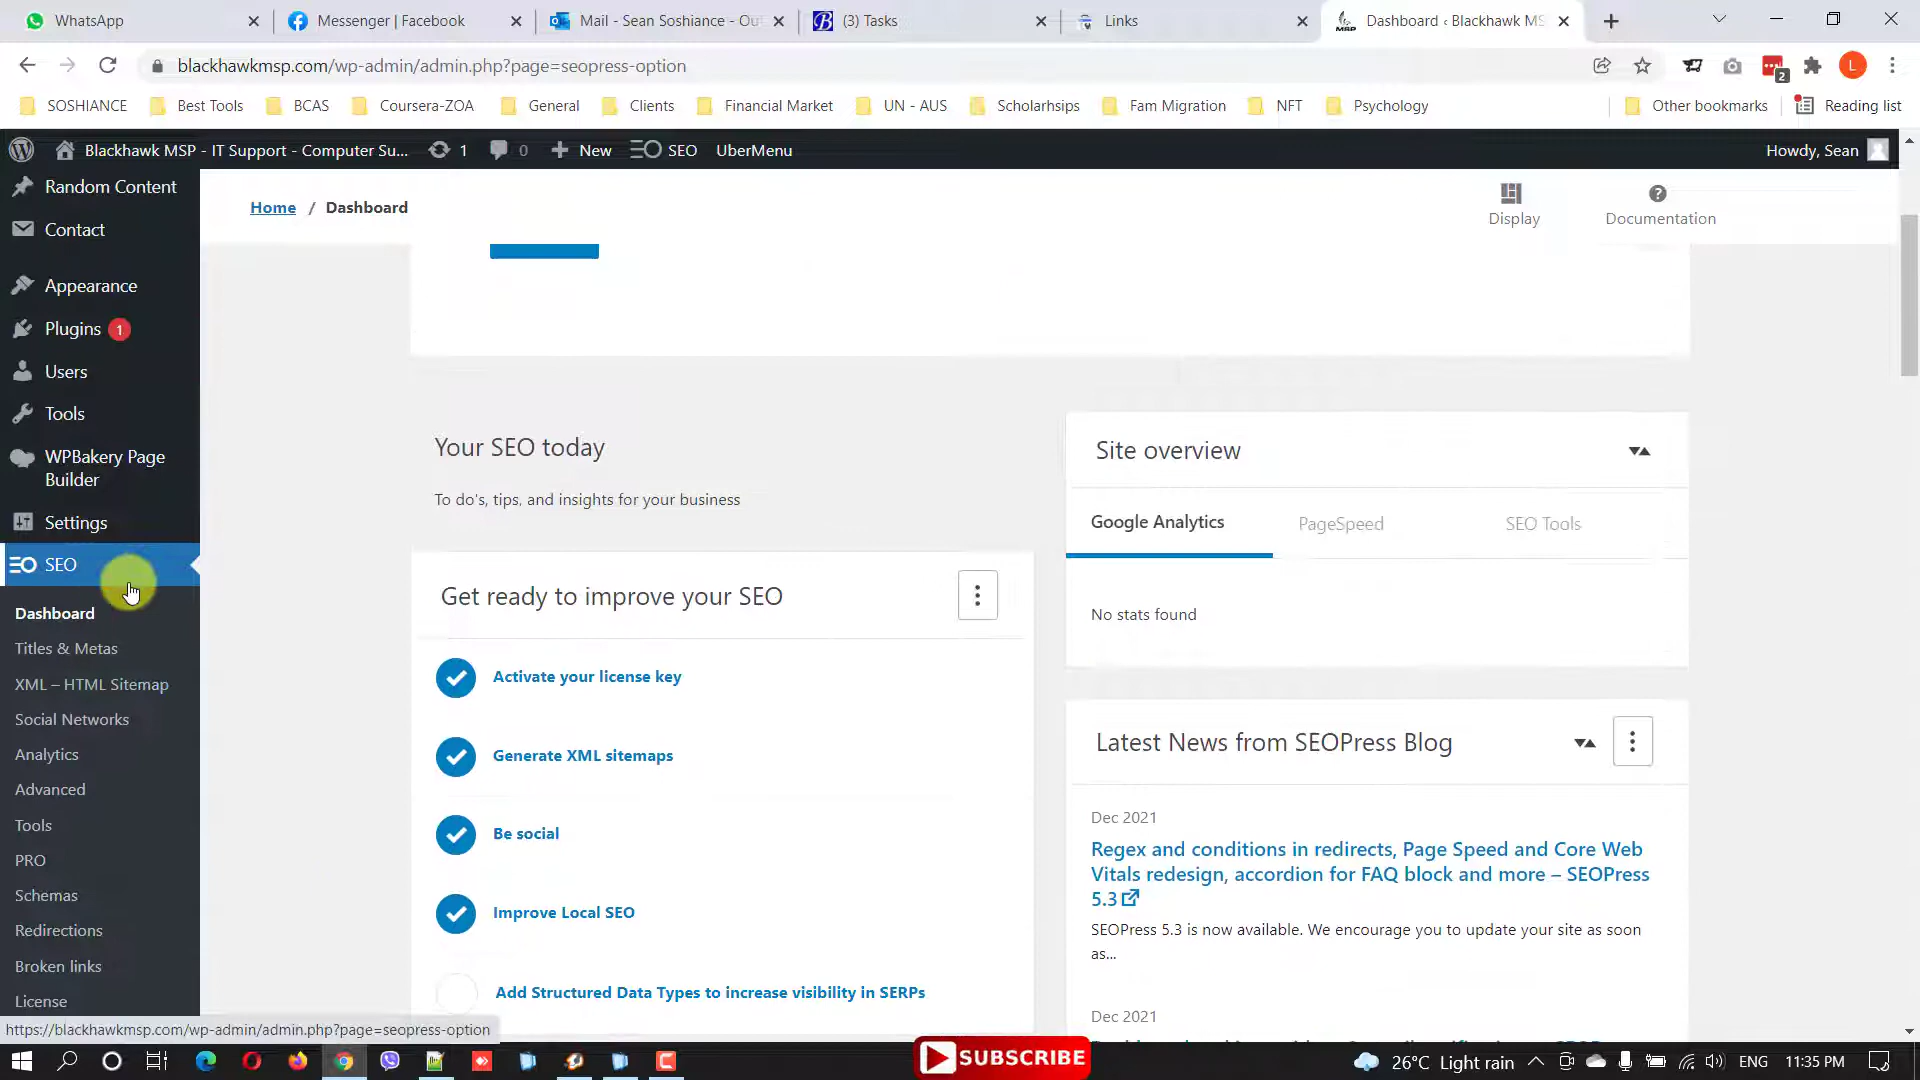 WhatsApp
Messenger | Facebook
Mail - Sean Soshiance - Ou
(3) Tasks
Links
Dashboard ‹ Blackhawk MS
blackhawkmsp.com/wp-admin/admin.php?page=seopress-option
2
L
SOSHIANCE
Best Tools
BCAS
Coursera-ZOA
General
Clients
Financial Market
UN - AUS
Scholarhsips
Fam Migration
NFT
Psychology
Other bookmarks
Reading list
Blackhawk MSP - IT Support - Computer Su...
1
0
New
SEO
UberMenu
Howdy, Sean
Random Content
Contact
Appearance
Plugins 1
Users
Tools
WPBakery Page
Builder
Settings
SEO
Dashboard
Titles & Metas
XML – HTML Sitemap
Social Networks
Analytics
Advanced
Tools
PRO
Schemas
Redirections
Broken links
License
https://blackhawkmsp.com/wp-admin/admin.php?page=seopress-option
Home / Dashboard
Display
Documentation
Your SEO today
To do's, tips, and insights for your business
Get ready to improve your SEO
Activate your license key
Generate XML sitemaps
Be social
Improve Local SEO
Add Structured Data Types to increase visibility in SERPs
Site overview
Google Analytics
PageSpeed
SEO Tools
No stats found
Latest News from SEOPress Blog
Dec 2021
Regex and conditions in redirects, Page Speed and Core Web
Vitals redesign, accordion for FAQ block and more – SEOPress
5.3
SEOPress 5.3 is now available. We encourage you to update your site as soon
as...
Dec 2021
SUBSCRIBE
26°C Light rain
ENG
11:35 PM